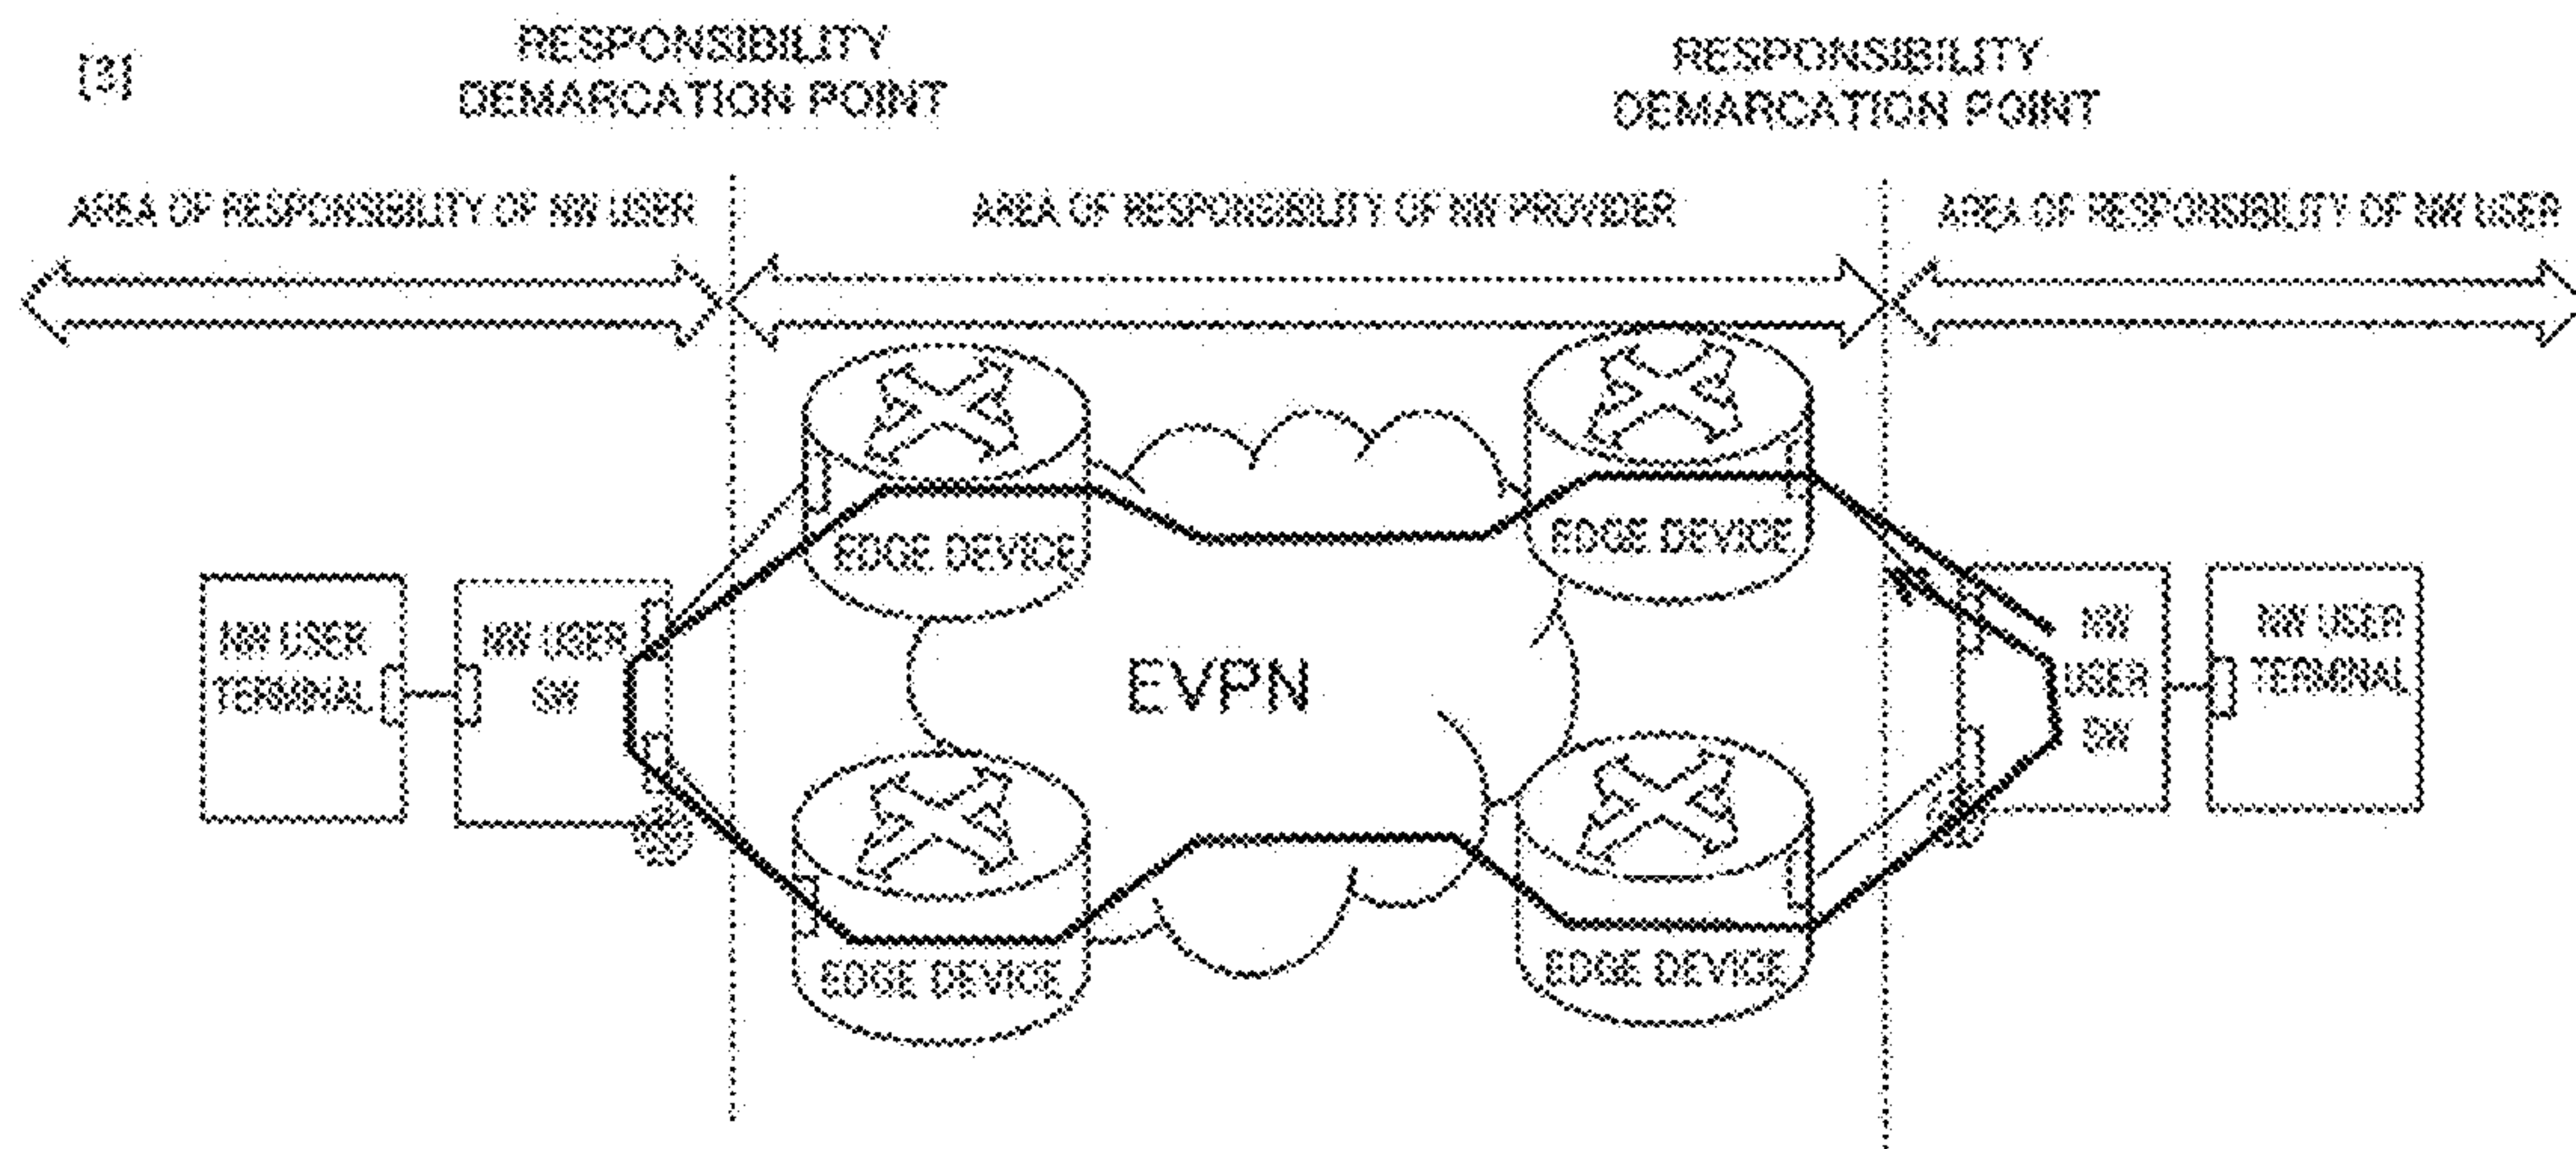 [3]
RESPONSIBILITY
DEMARCATION POINT
RESPONSIBILITY
DEMARCATION POINT
AREA OF RESPONSIBILITY OF NW USER
AREA OF RESPONSIBILITY OF NW PROVIDER
AREA OF RESPONSIBILITY OF NW USER
EDGE DEVICE
EDGE DEVICE
NW USER
TERMINAL
NW USER
SW
EVPN
NW
USER
SW
NW USER
TERMINAL
EDGE DEVICE
EDGE DEVICE